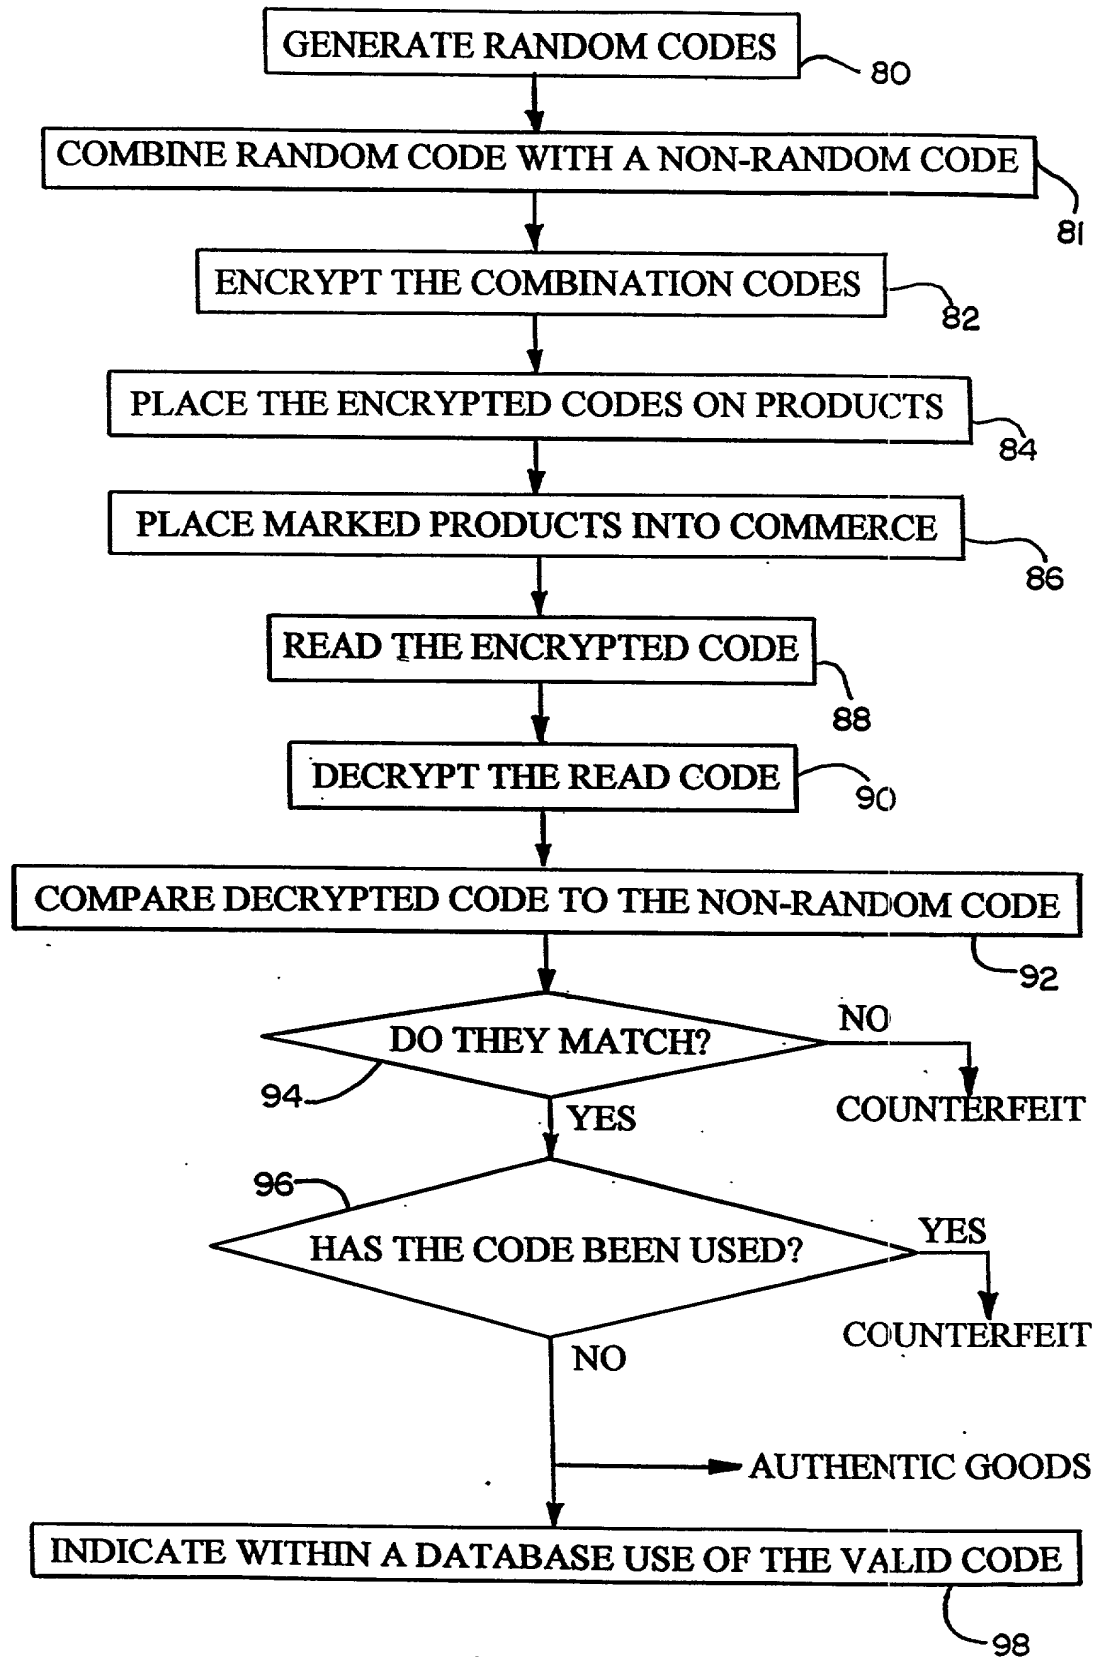 GENERATE RANDOM CODES
80
COMBINE RANDOM CODE WITH A NON-RANDOM CODE
81
ENCRYPT THE COMBINATION CODES
82
PLACE THE ENCRYPTED CODES ON PRODUCTS
84
PLACE MARKED PRODUCTS INTO COMMERCE
86
READ THE ENCRYPTED CODE
88
DECRYPT THE READ CODE
90
COMPARE DECRYPTED CODE TO THE NON-RANDOM CODE
92
DO THEY MATCH?
NO
94
COUNTERFEIT
YES
96
HAS THE CODE BEEN USED?
YES
COUNTERFEIT
NO
AUTHENTIC GOODS
INDICATE WITHIN A DATABASE USE OF THE VALID CODE
98